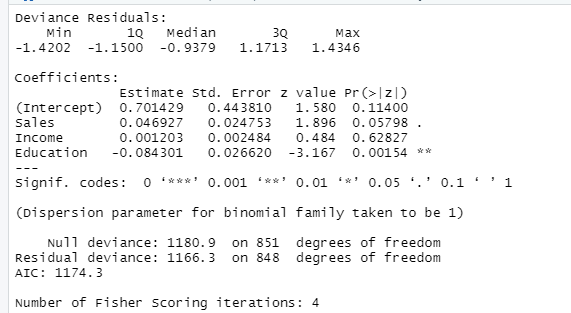 Deviance Residuals:
    Min       1Q   Median       3Q      Max
-1.4202  -1.1500  -0.9379   1.1713   1.4346

Coefficients:
             Estimate Std. Error z value Pr(>|z|)
(Intercept)  0.701429   0.443810   1.580  0.11400
Sales        0.046927   0.024753   1.896  0.05798 .
Income       0.001203   0.002484   0.484  0.62827
Education   -0.084301   0.026620  -3.167  0.00154 **
---
Signif. codes:  0 ‘***’ 0.001 ‘**’ 0.01 ‘*’ 0.05 ‘.’ 0.1 ‘ ’ 1

(Dispersion parameter for binomial family taken to be 1)

    Null deviance: 1180.9  on 851  degrees of freedom
Residual deviance: 1166.3  on 848  degrees of freedom
AIC: 1174.3

Number of Fisher Scoring iterations: 4